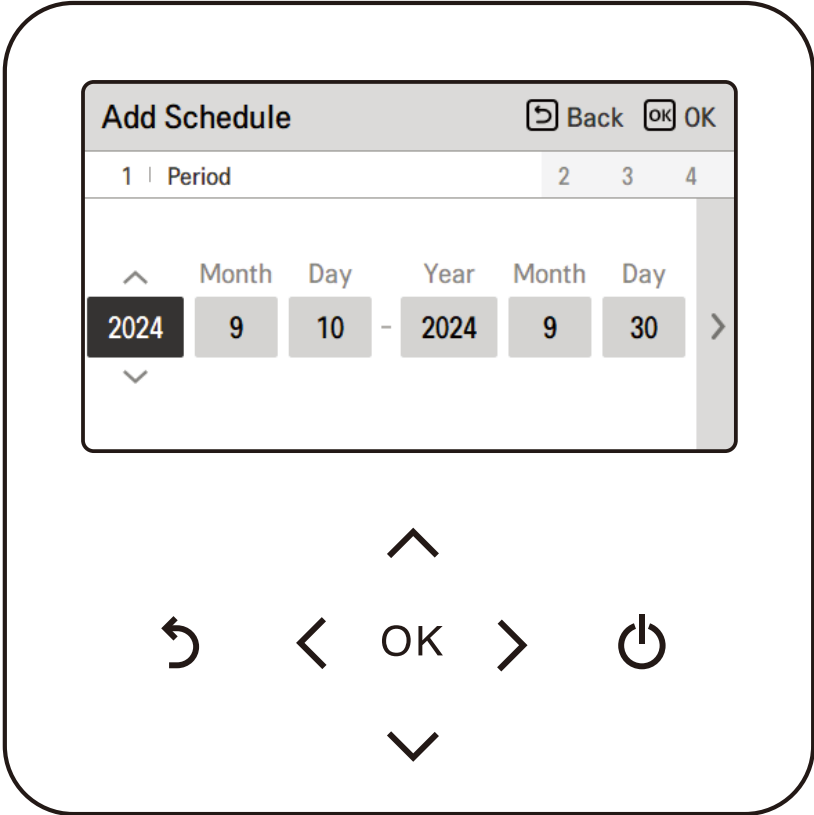 Add Schedule Back OK OK
1 Period 2 3 4
Month Day Year Month Day
2024 9 10 - 2024 9 30
OK